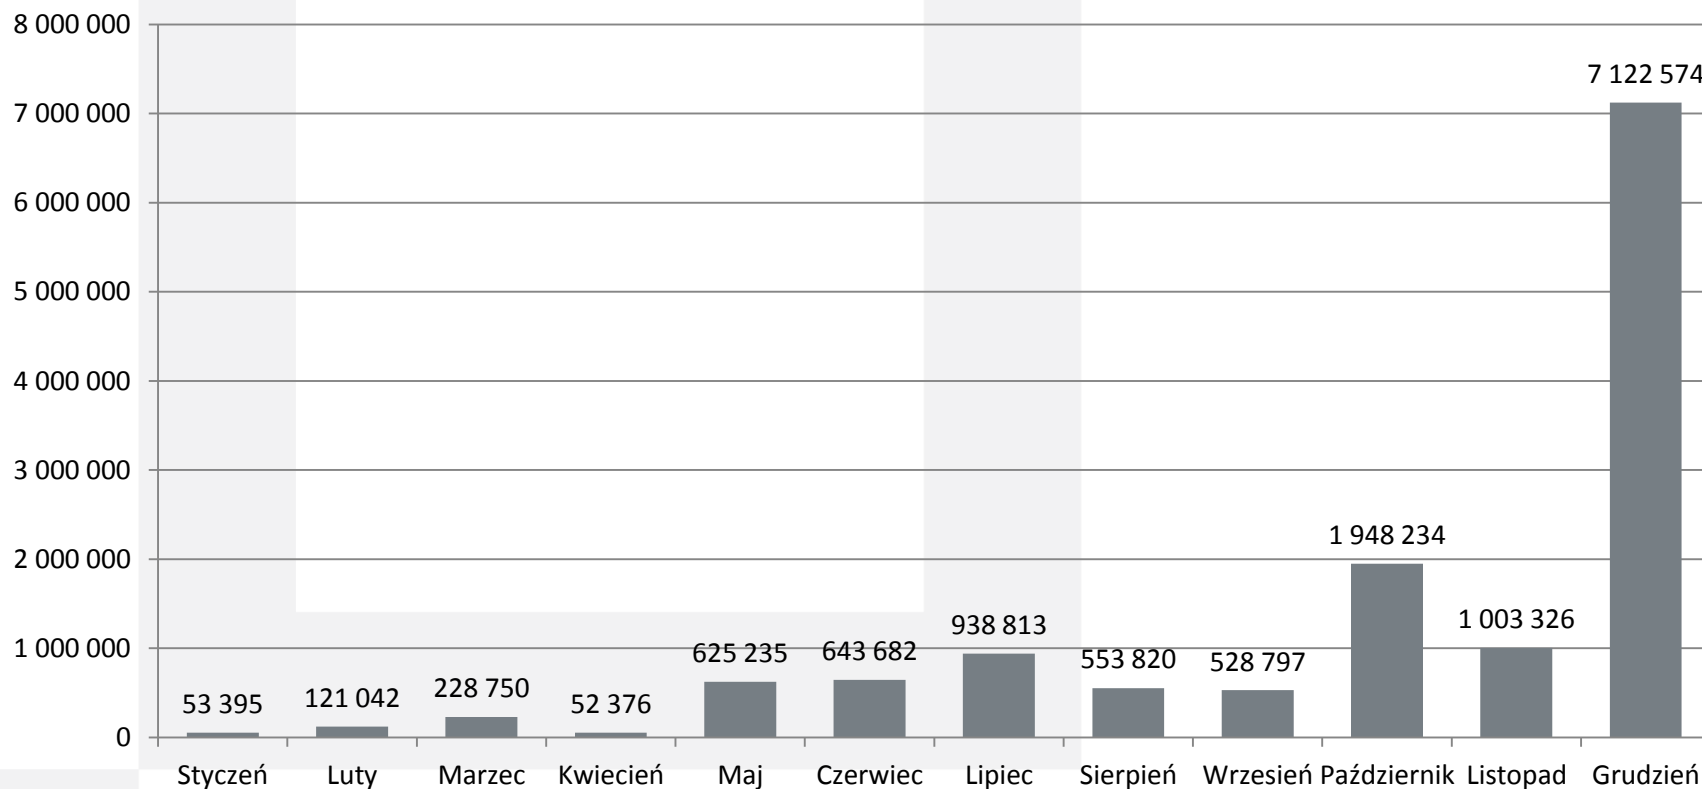 8 000 000
7 000 000
6 000 000
5 000 000
4 000 000
3 000 000
2 000 000
1 000 000
0
53 395
121 042
228 750
52 376
625 235
643 682
938 813
553 820
528 797
1 948 234
1 003 326
7 122 574
Styczeń Luty Marzec Kwiecień Maj Czerwiec Lipiec Sierpień Wrzesień Październik Listopad Grudzień